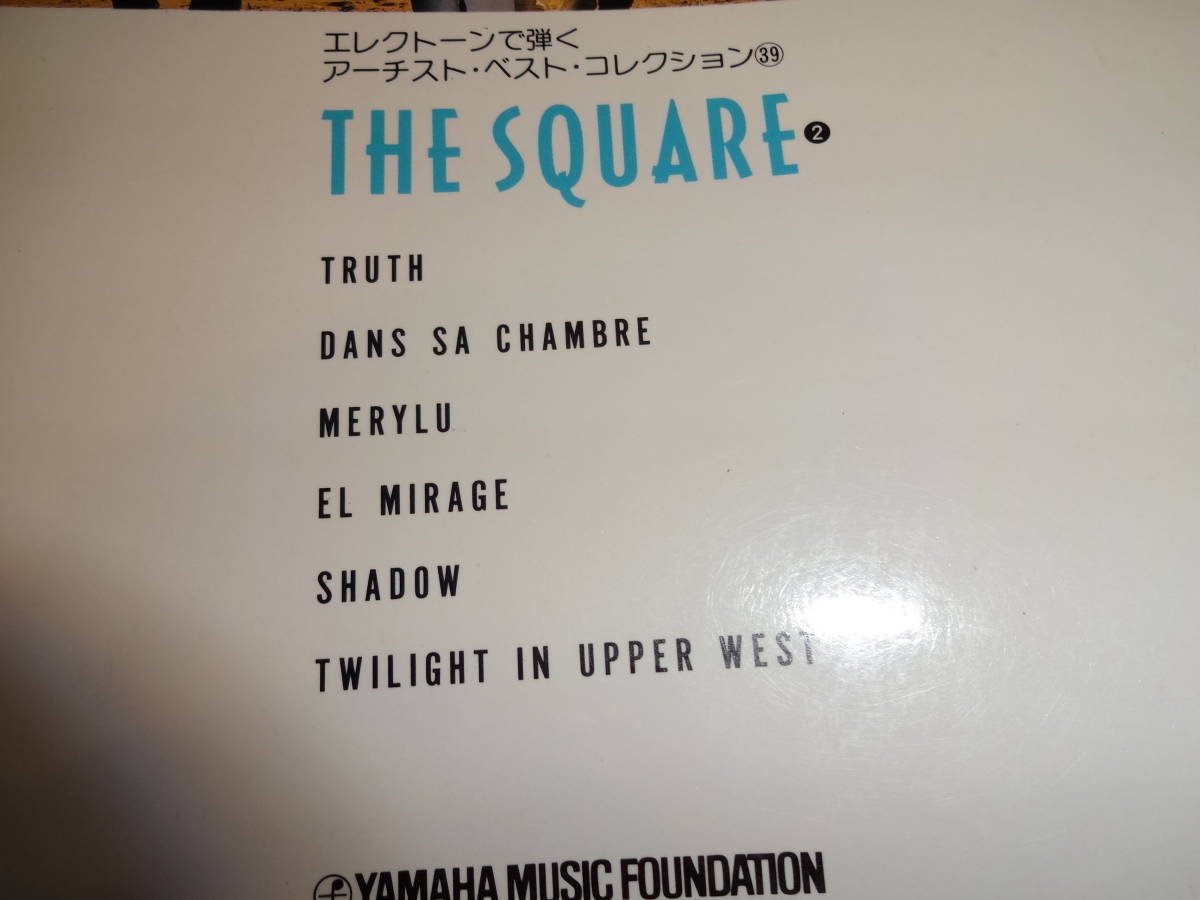 エレクトーンで弾く
アーチスト・ベスト・コレクション㊴
THE SQUARE❷
TRUTH
DANS SA CHAMBRE
MERYLU
EL MIRAGE
SHADOW
TWILIGHT IN UPPER WEST
YAMAHA MUSIC FOUNDATION